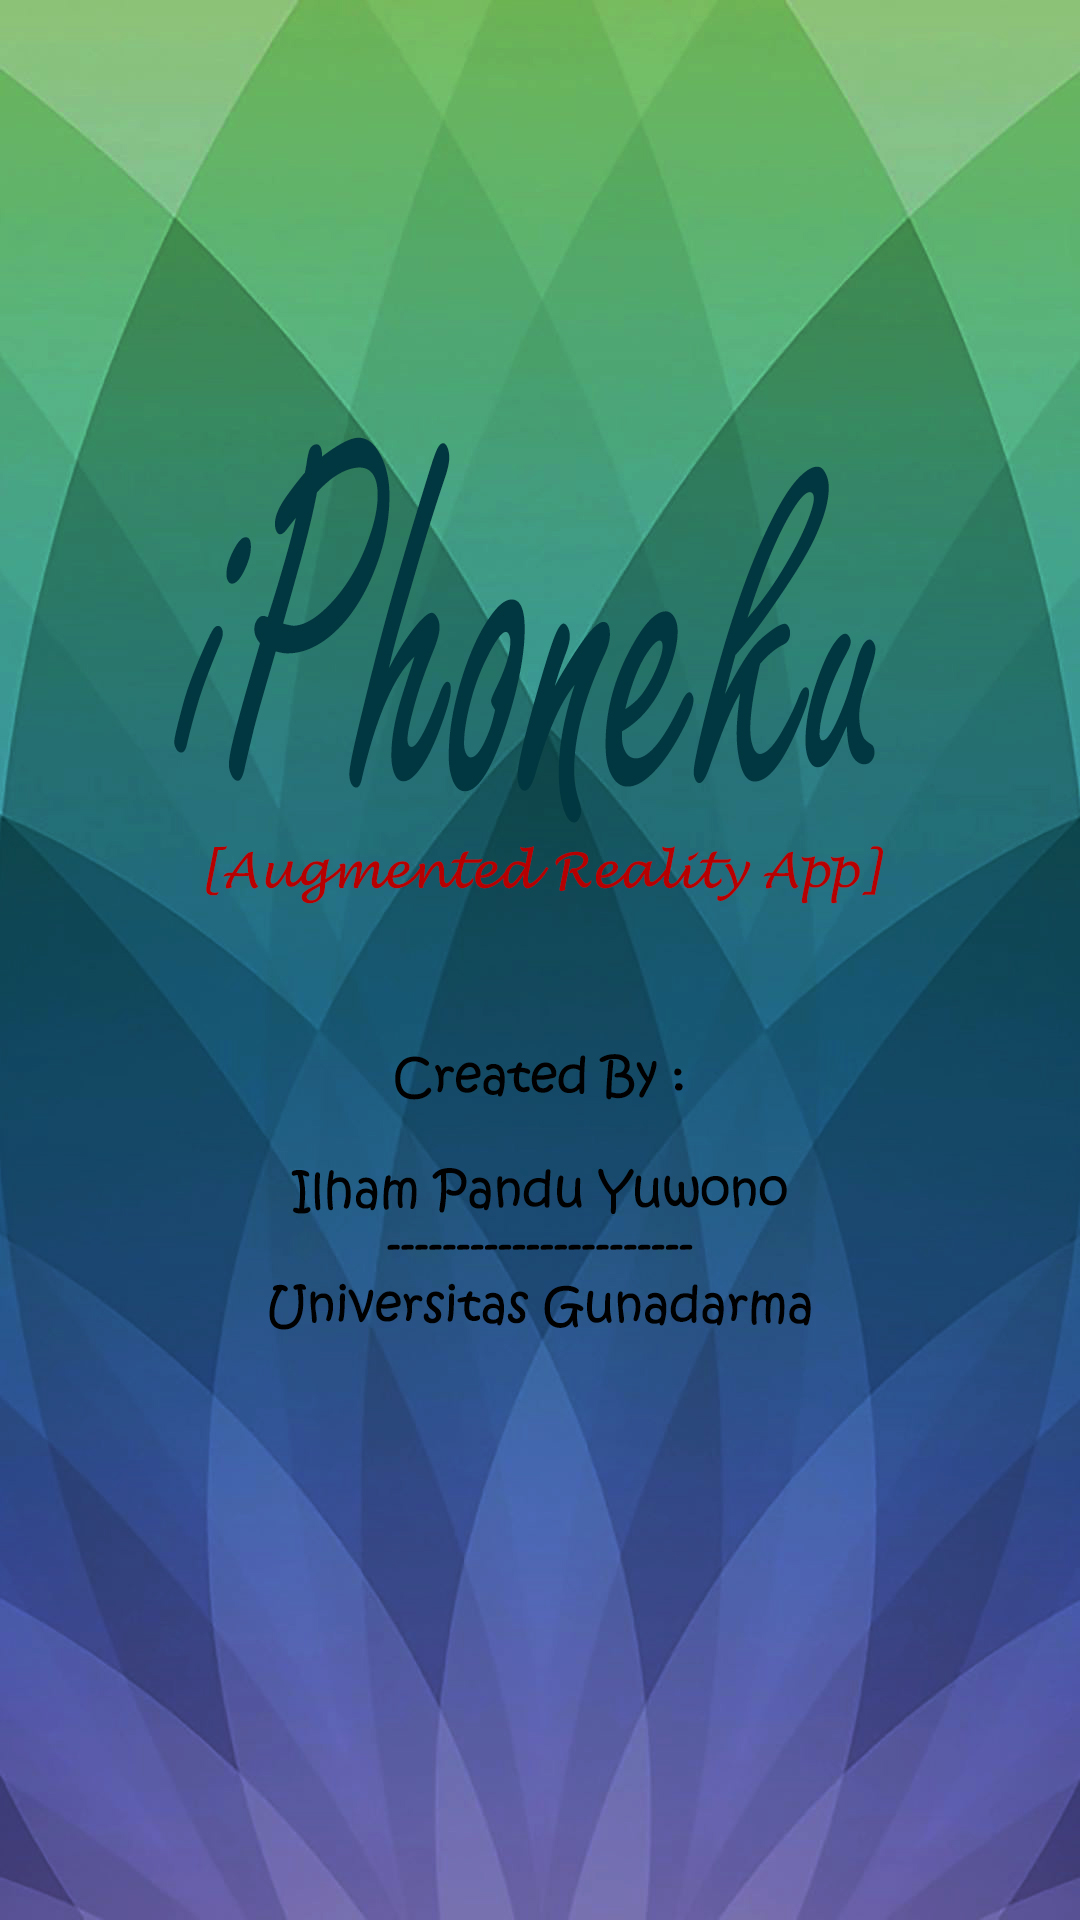 iPhoneku
[Augmented Reality App]
Created By :
Ilham Pandu Yuwono
----------------------
Universitas Gunadarma